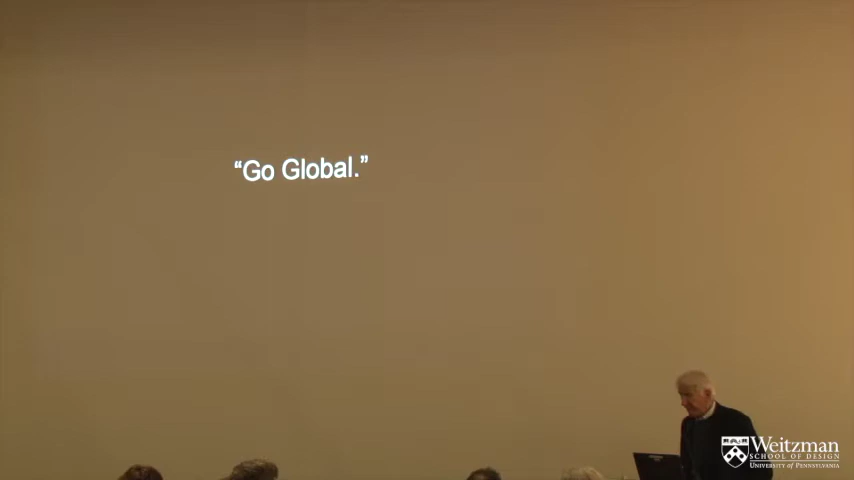 “Go Global.”
Weitzman
SCHOOL OF DESIGN
UNIVERSITY of PENNSYLVANIA